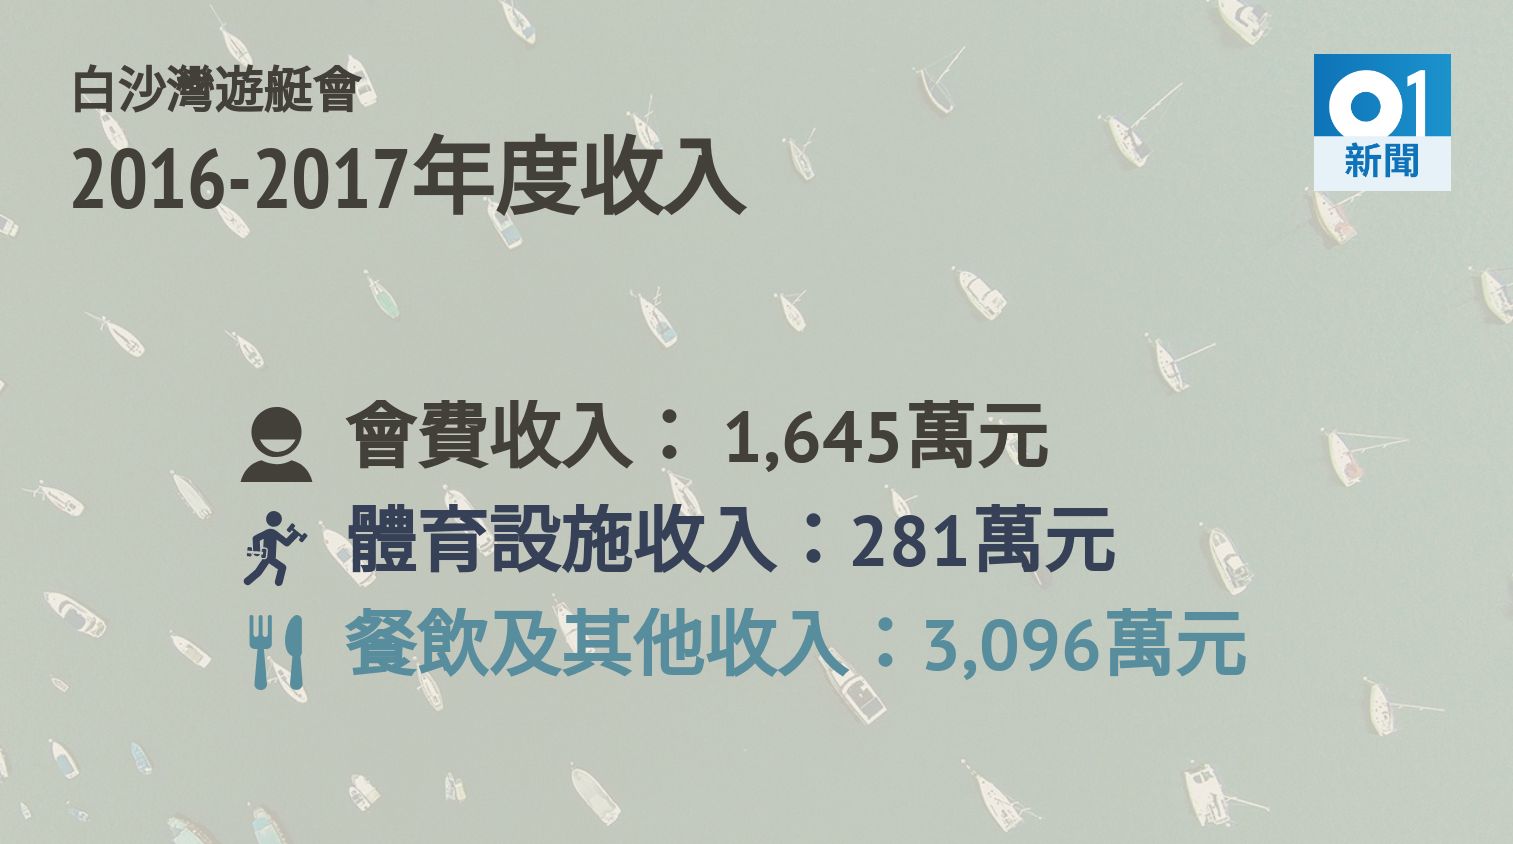 白沙灣遊艇會
2016-2017年度收入
01
新聞
會費收入： 1,645萬元
體育設施收入：281萬元
餐飲及其他收入：3,096萬元